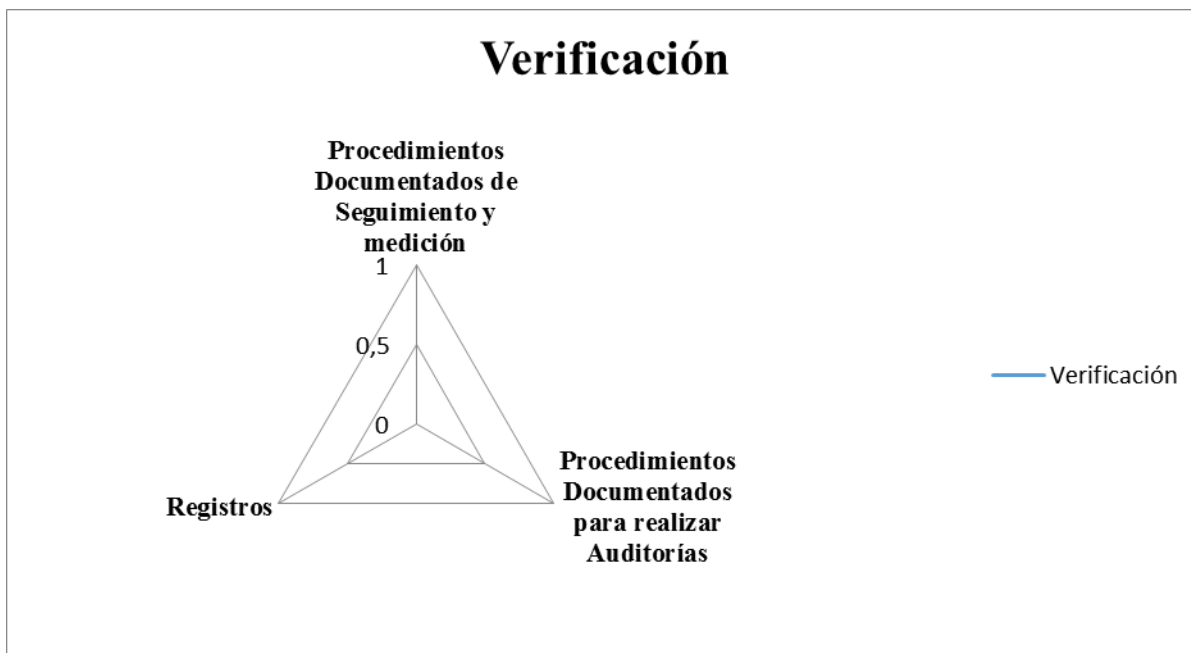 Verificación
Procedimientos
Documentados de
Seguimiento y
medición
1
0,5
0
Registros
Procedimientos
Documentados
para realizar
Auditorías
Verificación